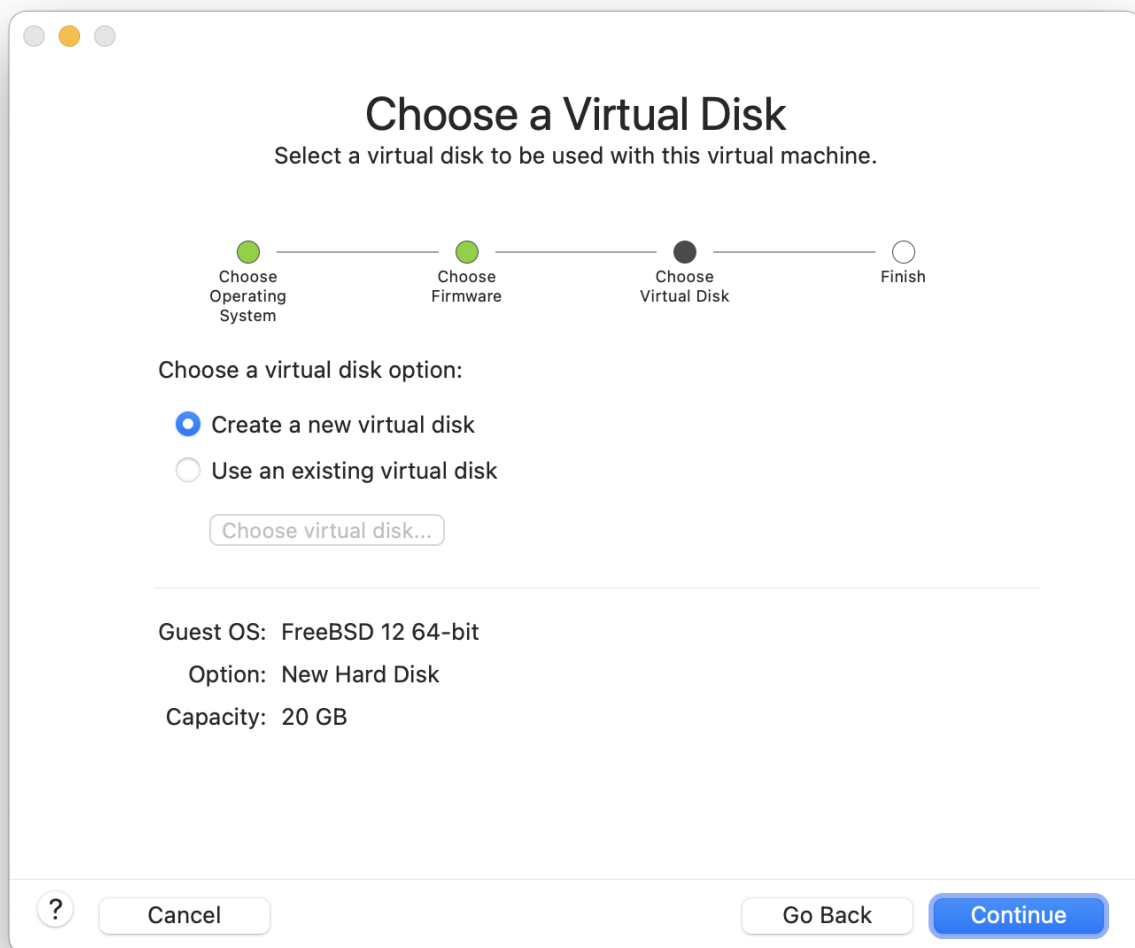 Choose a Virtual Disk
Select a virtual disk to be used with this virtual machine.
Choose
Operating
System
Choose
Firmware
Choose
Virtual Disk
Finish
Choose a virtual disk option:
Create a new virtual disk
Use an existing virtual disk
Choose virtual disk...
Guest OS: FreeBSD 12 64-bit
Option: New Hard Disk
Capacity: 20 GB
? Cancel Go Back Continue